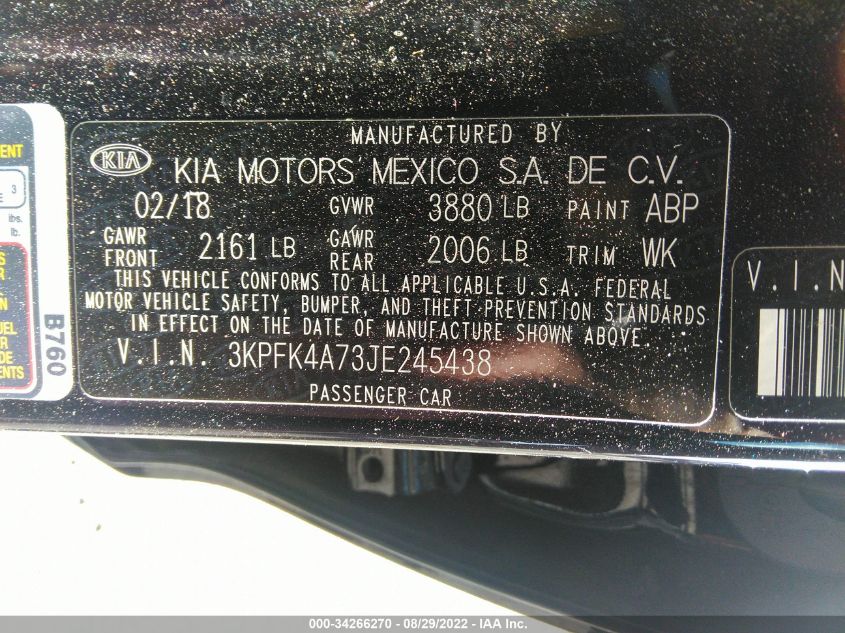 MANUFACTURED BY
KIA KIA MOTORS MEXICO S.A. DE C.V.
02/18 GVWR 3880 LB PAINT ABP
GAWR FRONT 2161 LB GAWR REAR 2006 LB TRIM WK
THIS VEHICLE CONFORMS TO ALL APPLICABLE U.S.A. FEDERAL
MOTOR VEHICLE SAFETY, BUMPER, AND THEFT PREVENTION STANDARDS
IN EFFECT ON THE DATE OF MANUFACTURE SHOWN ABOVE.
V.I.N. 3KPFK4A73JE245438
PASSENGER CAR
B760
3
lbs.
lb.
V.I.N
000-34266270 - 08/29/2022 - IAA Inc.